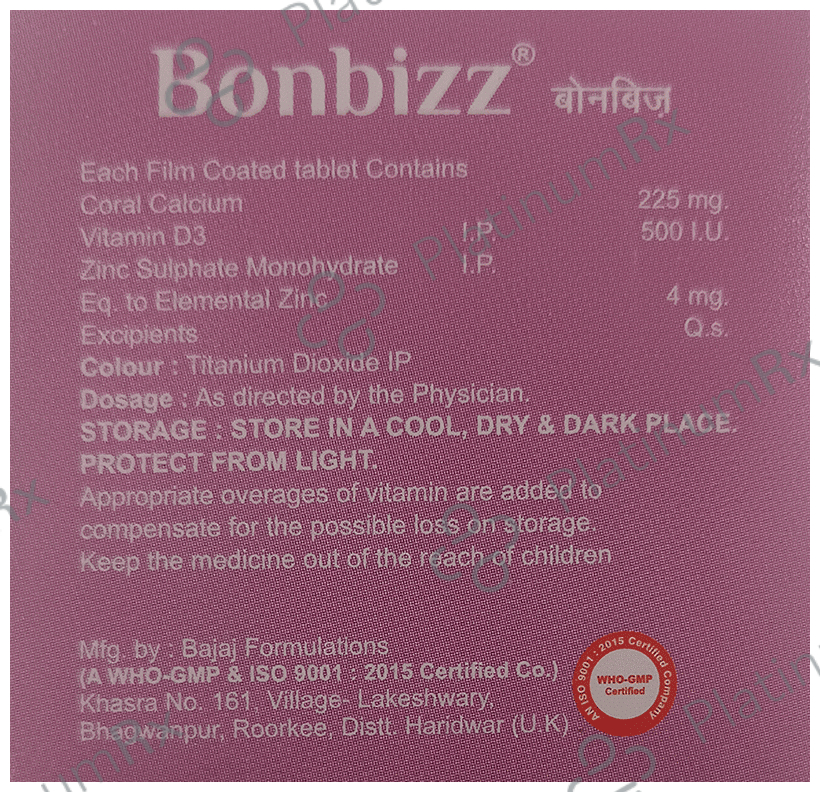 Bonbizz® बोनबिज़
Each Film Coated tablet Contains
Coral Calcium 225 mg.
Vitamin D3 I.P. 500 I.U.
Zinc Sulphate Monohydrate I.P.
Eq. to Elemental Zinc 4 mg.
Excipients Q.s.
Colour : Titanium Dioxide IP
Dosage : As directed by the Physician.
STORAGE : STORE IN A COOL, DRY & DARK PLACE.
PROTECT FROM LIGHT.
Appropriate overages of vitamin are added to
compensate for the possible loss on storage.
Keep the medicine out of the reach of children
Mfg. by : Bajaj Formulations
(A WHO-GMP & ISO 9001 : 2015 Certified Co.)
Khasra No. 161, Village- Lakeshwary,
Bhagwanpur, Roorkee, Distt. Haridwar (U.K)
AN ISO 9001 : 2015 Certified Company
WHO-GMP
Certified
PlatinumRx
PlatinumRx
PlatinumRx